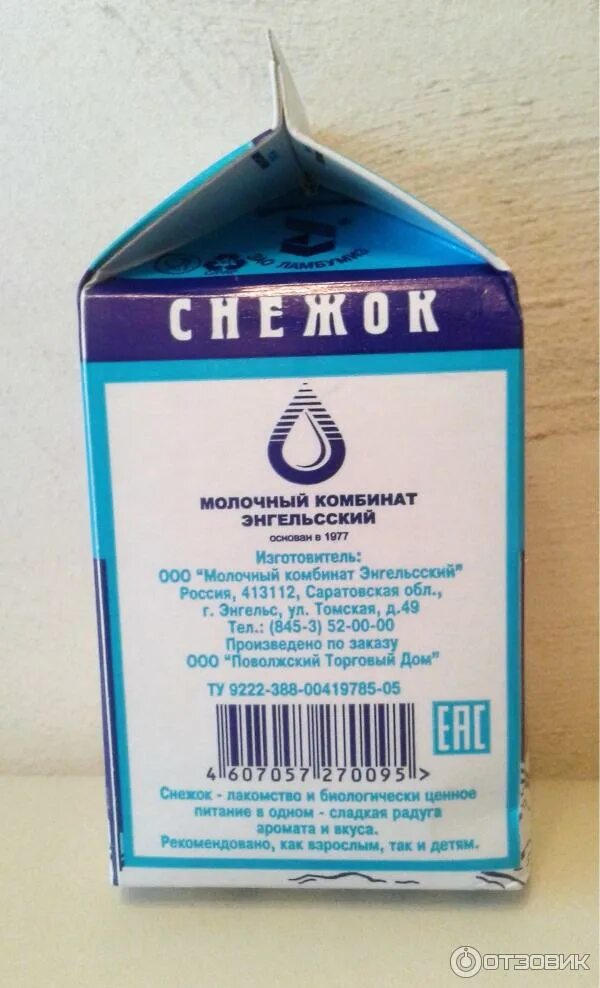 ЗАО ЛАМБУМИЗ
СНЕЖОК
МОЛОЧНЫЙ КОМБИНАТ
ЭНГЕЛЬССКИЙ
основан в 1977
Изготовитель:
ООО "Молочный комбинат Энгельсский"
Россия, 413112, Саратовская обл.,
г. Энгельс, ул. Томская, д.49
Тел.: (845-3) 52-00-00
Произведено по заказу
ООО "Поволжский Торговый Дом"
ТУ 9222-388-00419785-05
EAC
4 607057 270095 >
Снежок - лакомство и биологически ценное
питание в одном - сладкая радуга
аромата и вкуса.
Рекомендовано, как взрослым, так и детям.
ОТЗОВИК